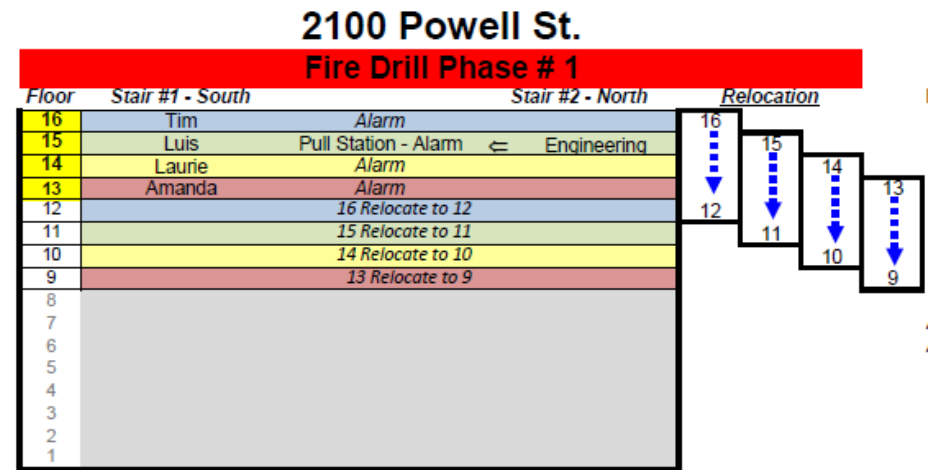 2100 Powell St.
Fire Drill Phase # 1
Floor Stair #1 - South Stair #2 - North Relocation
16 Tim Alarm 16
15 Luis Pull Station - Alarm ⇐ Engineering 15
14 Laurie Alarm 14
13 Amanda Alarm 13
12 16 Relocate to 12 12
11 15 Relocate to 11 11
10 14 Relocate to 10 10
9 13 Relocate to 9 9
8
7
6
5
4
3
2
1